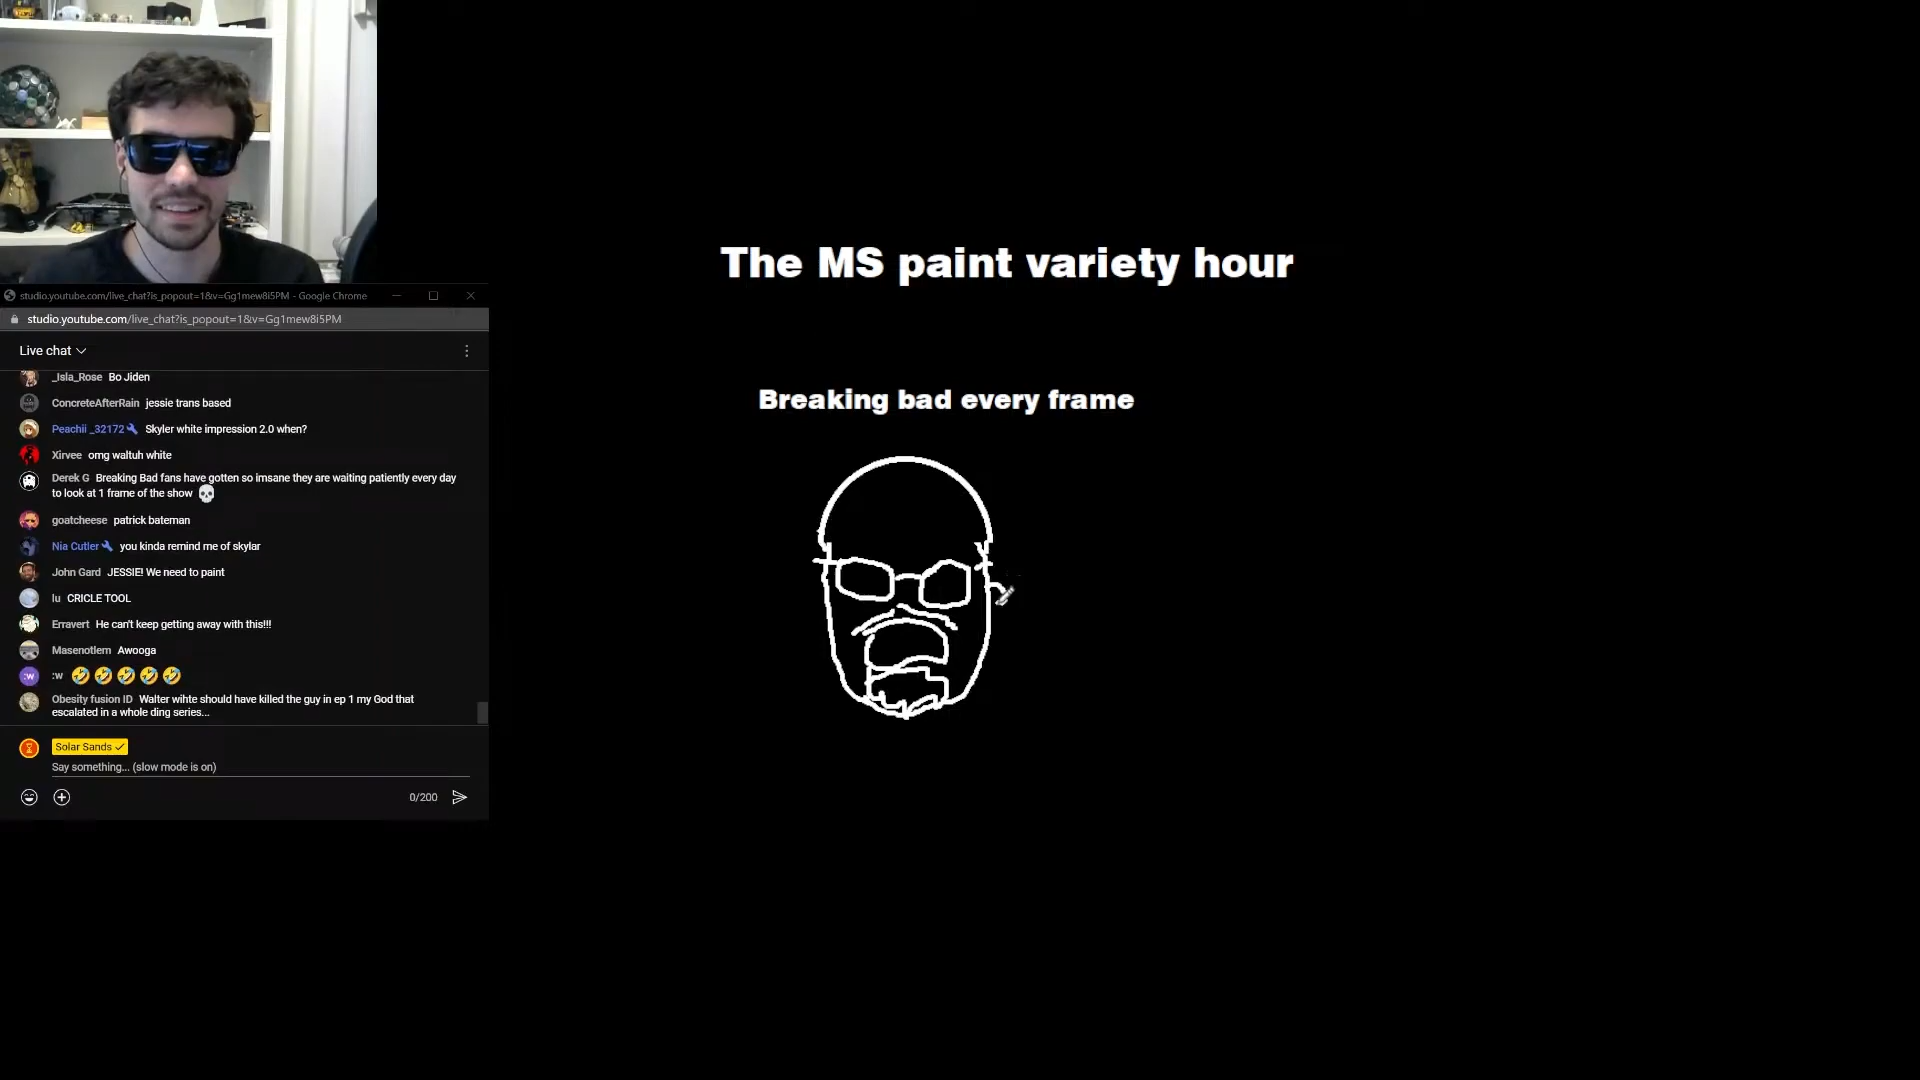 The MS paint variety hour
Breaking bad every frame
studio.youtube.com/live_chat?is_popout=1&v=Gg1mew8i5PM - Google Chrome
studio.youtube.com/live_chat?is_popout=1&v=Gg1mew8i5PM
Live chat
_Isla_Rose Bo Jiden
ConcreteAfterRain jessie trans based
Peachii _32172 Skyler white impression 2.0 when?
Xirvee omg waltuh white
Derek G Breaking Bad fans have gotten so imsane they are waiting patiently every day
to look at 1 frame of the show 💀
goatcheese patrick bateman
Nia Cutler you kinda remind me of skylar
John Gard JESSIE! We need to paint
lu CRICLE TOOL
Erravert He can't keep getting away with this!!!
Masenotlem Awooga
:w :w 🤣🤣🤣🤣🤣
Obesity fusion ID Walter wihte should have killed the guy in ep 1 my God that
escalated in a whole ding series...
Solar Sands
Say something... (slow mode is on)
0/200